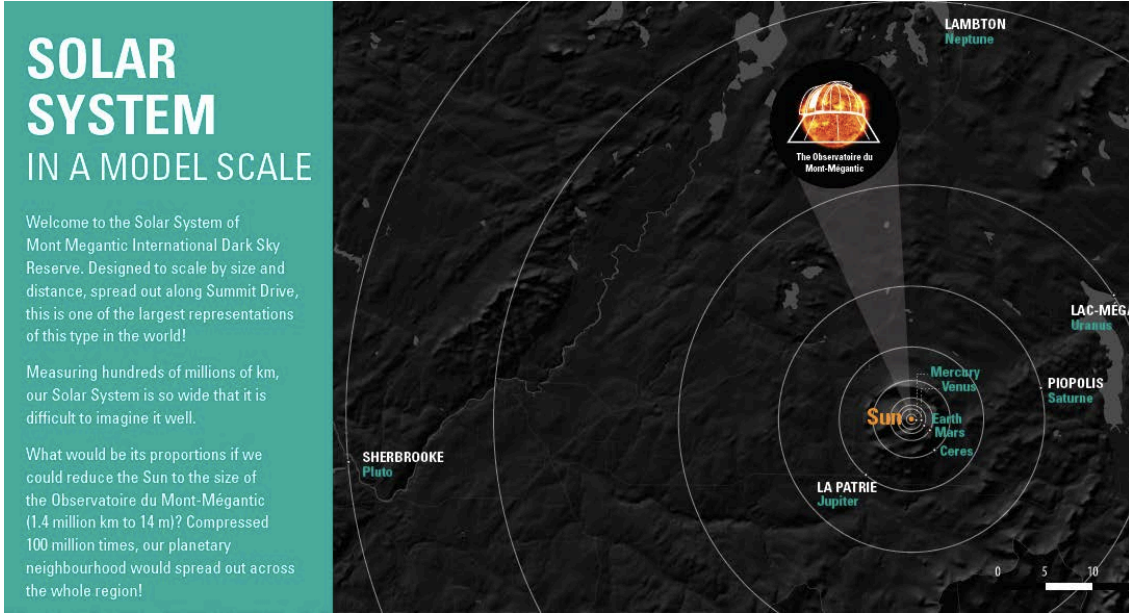 SOLAR
SYSTEM
IN A MODEL SCALE
Welcome to the Solar System of
Mont Megantic International Dark Sky
Reserve. Designed to scale by size and
distance, spread out along Summit Drive,
this is one of the largest representations
of this type in the world!
Measuring hundreds of millions of km,
our Solar System is so wide that it is
difficult to imagine it well.
What would be its proportions if we
could reduce the Sun to the size of
the Observatoire du Mont-Mégantic
(1.4 million km to 14 m)? Compressed
100 million times, our planetary
neighbourhood would spread out across
the whole region!
LAMBTON
Neptune
The Observatoire du
Mont-Mégantic
LAC-MÉGA
Uranus
Mercury
Venus
PIOPOLIS
Saturne
Sun
Earth
Mars
Ceres
SHERBROOKE
Pluto
LA PATRIE
Jupiter
0 5 10